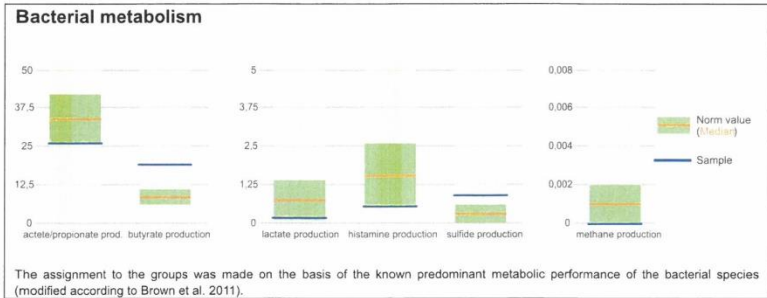 Bacterial metabolism
50
37,5
25
12,5
0
actete/propionate prod.
butyrate production
5
3,75
2,5
1,25
0
lactate production
histamine production
sulfide production
0,008
0,006
0,004
0,002
0
methane production
Norm value
(Median)
Sample
The assignment to the groups was made on the basis of the known predominant metabolic performance of the bacterial species
(modified according to Brown et al. 2011).